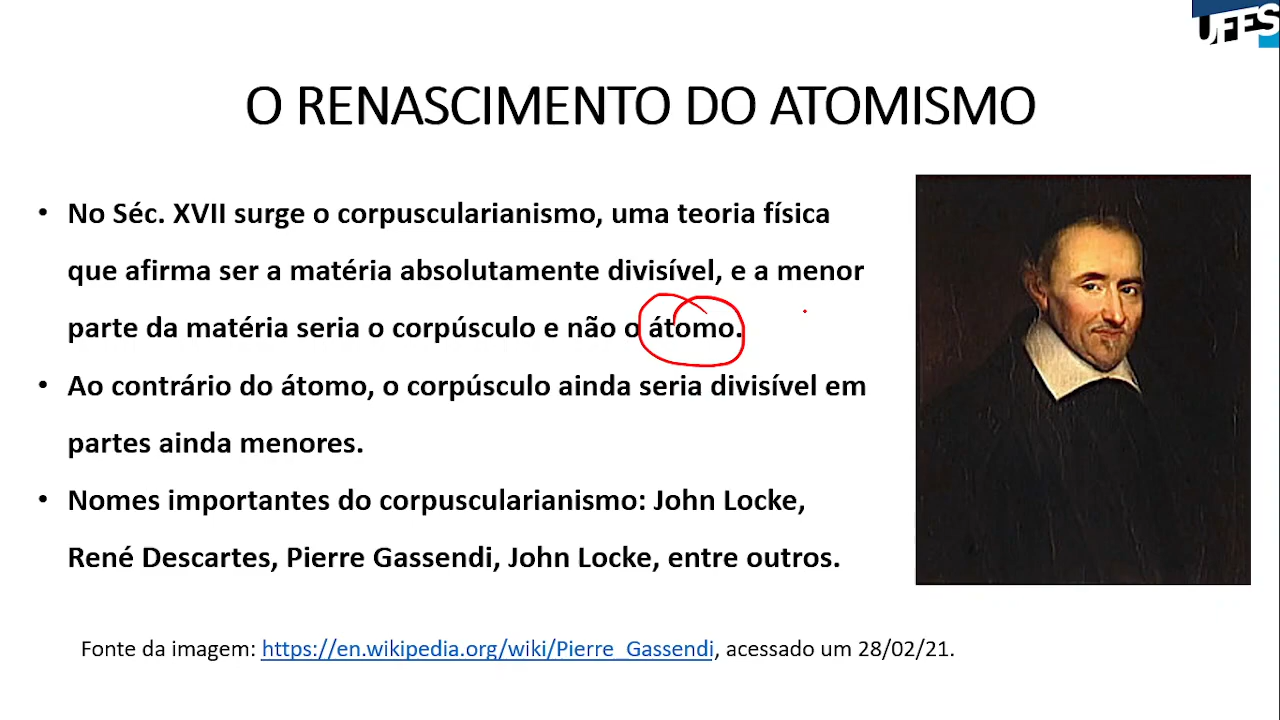 UFES
O RENASCIMENTO DO ATOMISMO
• No Séc. XVII surge o corpuscularianismo, uma teoria física
que afirma ser a matéria absolutamente divisível, e a menor
parte da matéria seria o corpúsculo e não o átomo.
• Ao contrário do átomo, o corpúsculo ainda seria divisível em
partes ainda menores.
• Nomes importantes do corpuscularianismo: John Locke,
René Descartes, Pierre Gassendi, John Locke, entre outros.
Fonte da imagem: https://en.wikipedia.org/wiki/Pierre_Gassendi, acessado um 28/02/21.